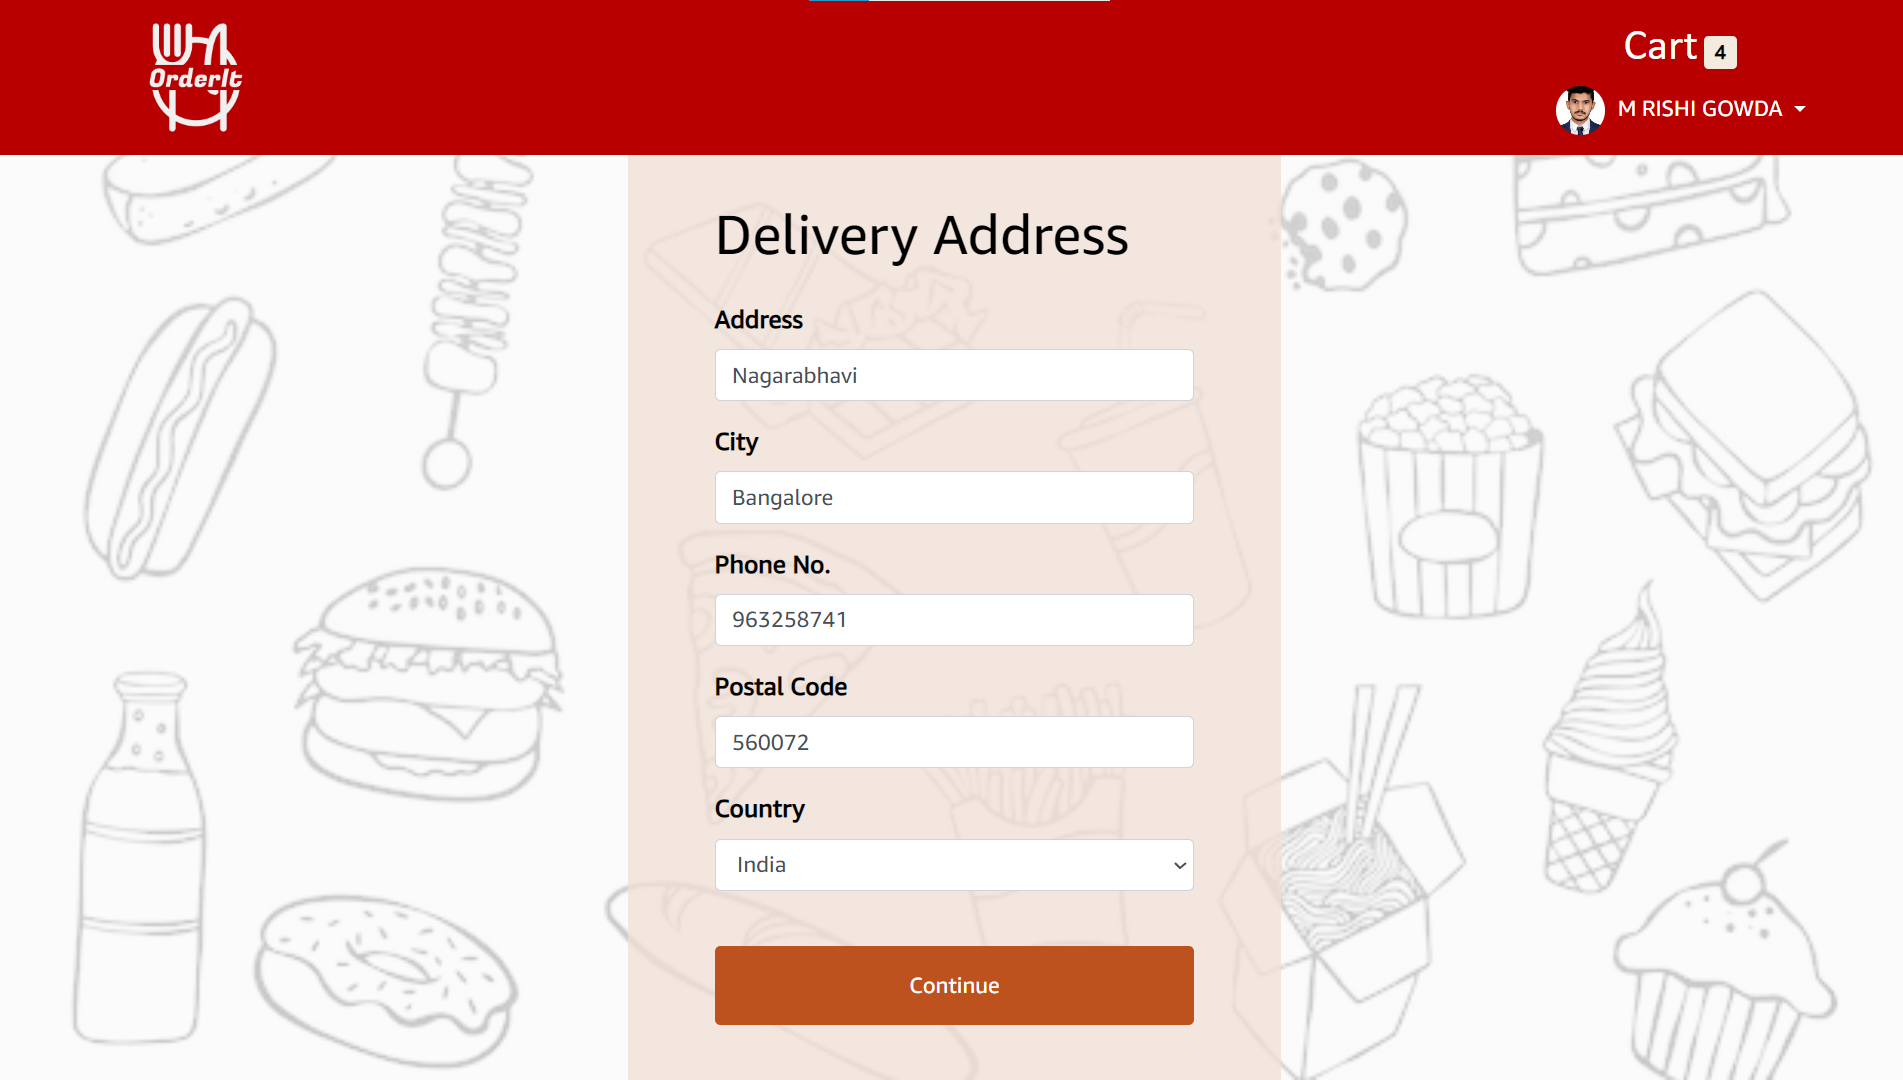 OrderIt
Cart 4
M RISHI GOWDA
Delivery Address
Address
Nagarabhavi
City
Bangalore
Phone No.
963258741
Postal Code
560072
Country
India
Continue